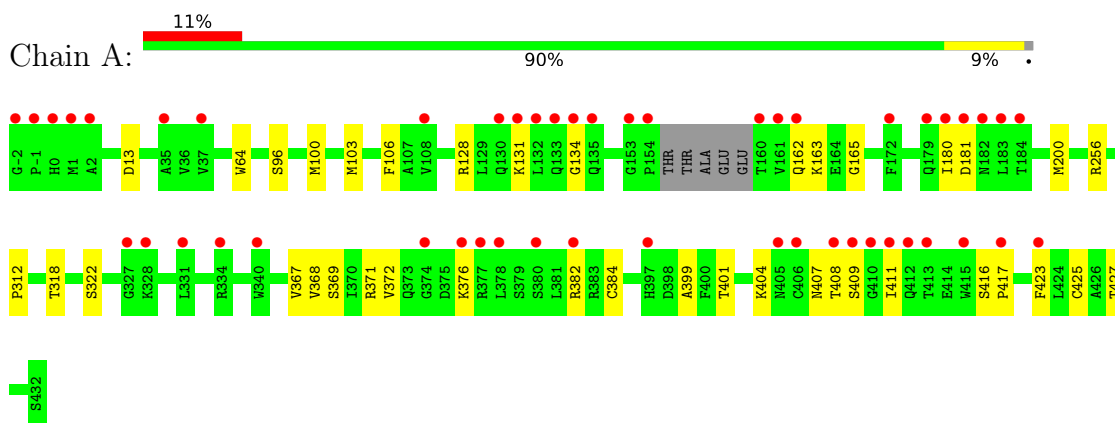 11%
Chain A:
90% 9% •
G-2 P-1 H0 M1 A2 D13 A35 V36 V37 W64 S96 M100 M103 F106 A107 V108 R128 L129 Q130 K131 L132 Q133 G134 Q135 G153 P154 THR THR ALA GLU GLU T160 V161 Q162 K163 E164 G165 F172 Q179 I180 D181 N182 L183 T184 M200 R256
P312 T318 S322 G327 K328 L331 R334 W340 V367 V368 S369 I370 R371 V372 Q373 G374 D375 K376 R377 L378 S379 S380 L381 R382 R383 C384 H397 D398 A399 F400 T401 K404 N405 C406 N407 T408 S409 G410 I411 Q412 T413 E414 W415 S416 P417 F423 L424 C425 A426 T427
S432